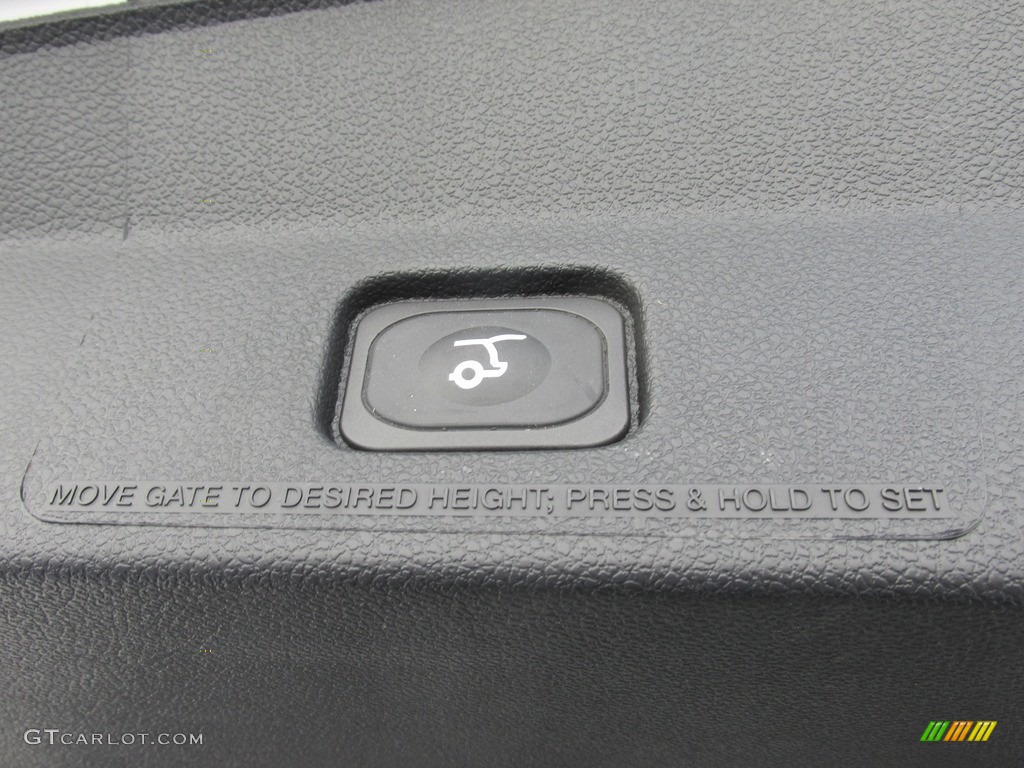 MOVE GATE TO DESIRED HEIGHT; PRESS & HOLD TO SET
GTCARLOT.COM